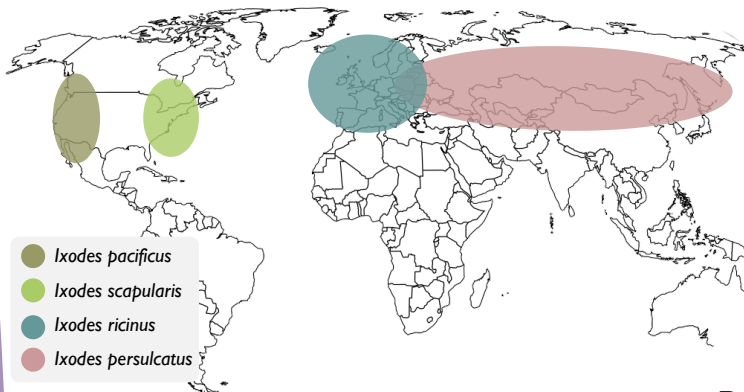 Ixodes pacificus
Ixodes scapularis
Ixodes ricinus
Ixodes persulcatus